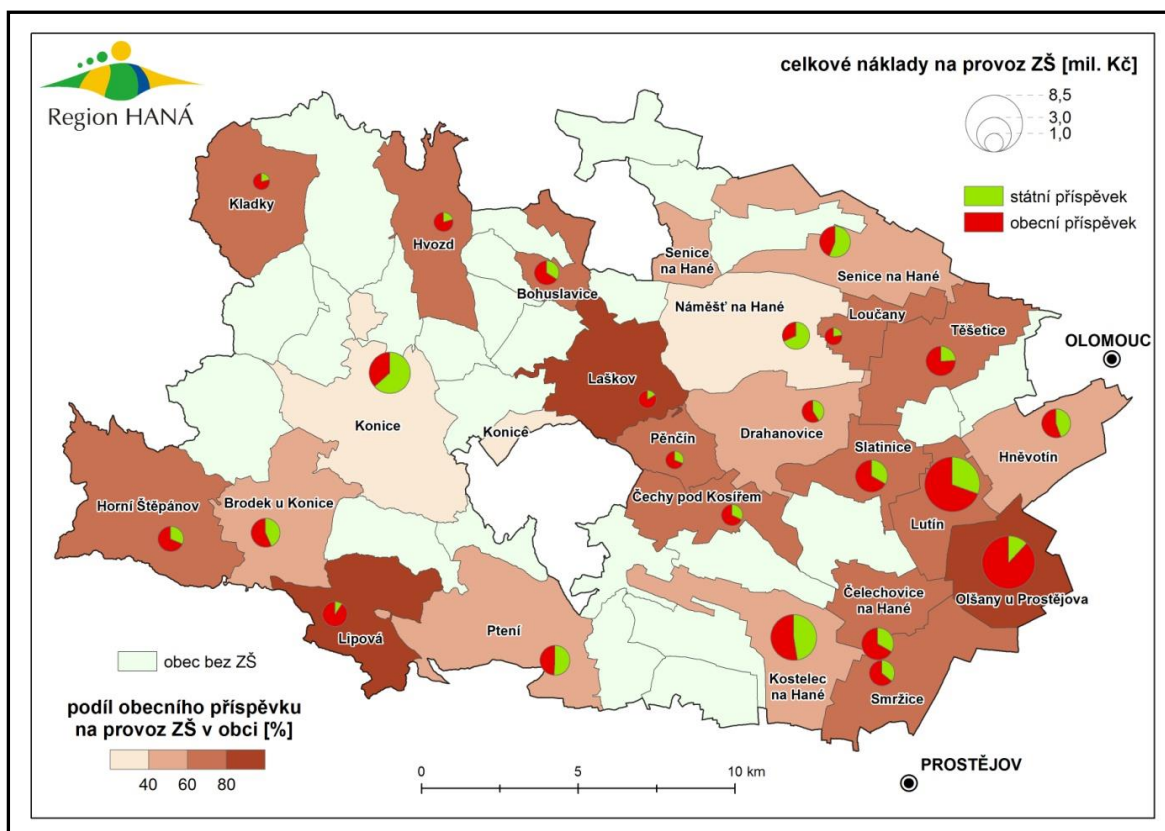 Region HANÁ
celkové náklady na provoz ZŠ [mil. Kč]
8,5
3,0
1,0
státní příspěvek
obecní příspěvek
Kladky
Hvozd
Bohuslavice
Senice
na Hané
Senice na Hané
Náměšť na Hané
Loučany
Těšetice
OLOMOUC
Laškov
Konice
Konice
Pěnčín
Drahanovice
Slatinice
Hněvotín
Čechy pod Kosířem
Lutín
Horní Štěpánov
Brodek u Konice
Olšany u Prostějova
Čelechovice
na Hané
Lipová
Ptení
Kostelec
na Hané
Smržice
obec bez ZŠ
podíl obecního příspěvku
na provoz ZŠ v obci [%]
40 60 80
0 5 10 km
PROSTĚJOV